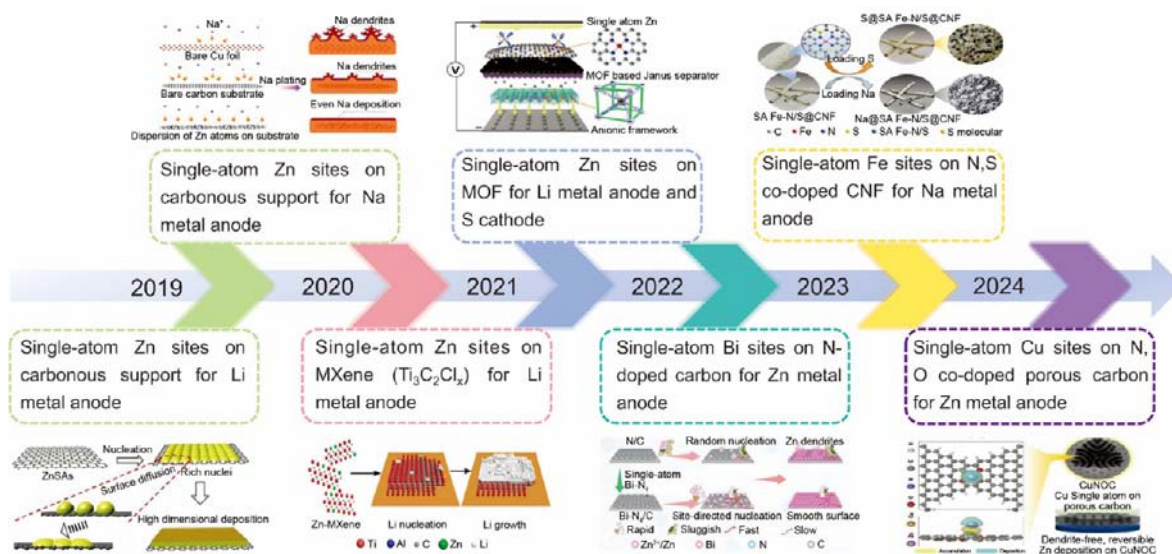 Na⁺
Bare Cu foil
Bare carbon substrate
Dispersion of Zn atoms on substrate
Na plating
Na dendrites
Na dendrites
Even Na deposition
Single atom Zn
V
MOF based Janus separator
Anionic framework
S@SA Fe-N/S@CNF
Loading S
Loading Na
SA Fe-N/S@CNF
Na@SA Fe-N/S@CNF
C Fe N S SA Fe-N/S S molecular
Single-atom Zn sites on
carbonous support for Na
metal anode
Single-atom Zn sites on
MOF for Li metal anode and
S cathode
Single-atom Fe sites on N,S
co-doped CNF for Na metal
anode
2019
2020
2021
2022
2023
2024
Single-atom Zn sites on
carbonous support for Li
metal anode
Single-atom Zn sites on
MXene (Ti₃C₂Clₓ) for Li
metal anode
Single-atom Bi sites on N-
doped carbon for Zn metal
anode
Single-atom Cu sites on N,
O co-doped porous carbon
for Zn metal anode
ZnSAs
Nucleation
Rich nuclei
Surface diffusion
High dimensional deposition
Zn-MXene
Li nucleation
Li growth
Ti Al C Zn Li
N/C
Random nucleation
Zn dendrites
Single-atom
Bi-N₄
Bi-N₄/C
Site-directed nucleation
Smooth surface
Rapid Sluggish Fast Slow
Zn²⁺/Zn Bi N C
CuNOC
Cu Single atom on
porous carbon
Accumulation Depletion
Dendrite-free, reversible
Zn deposition on CuNOC